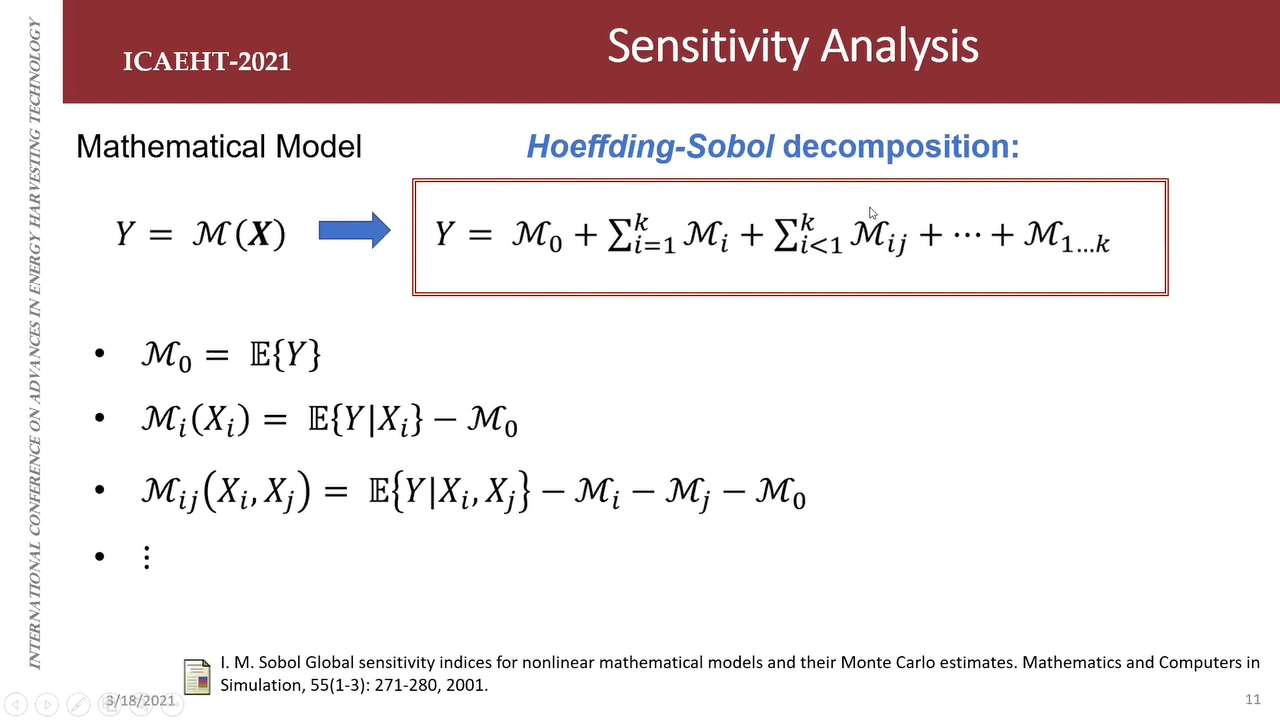 INTERNATIONAL CONFERENCE ON ADVANCES IN ENERGY HARVESTING TECHNOLOGY
ICAEHT-2021
Sensitivity Analysis
Mathematical Model
Hoeffding-Sobol decomposition:
Y = ℳ(X)
Y = ℳ₀ + ∑ᵢ₌₁ᵏ ℳᵢ + ∑ᵢ<₁ᵏ ℳᵢⱼ + ⋯ + ℳ₁…ₖ
• ℳ₀ = 𝔼{Y}
• ℳᵢ(Xᵢ) = 𝔼{Y|Xᵢ} − ℳ₀
• ℳᵢⱼ(Xᵢ, Xⱼ) = 𝔼{Y|Xᵢ, Xⱼ} − ℳᵢ − ℳⱼ − ℳ₀
• ⋮
I. M. Sobol Global sensitivity indices for nonlinear mathematical models and their Monte Carlo estimates. Mathematics and Computers in
Simulation, 55(1-3): 271-280, 2001.
3/18/2021
11